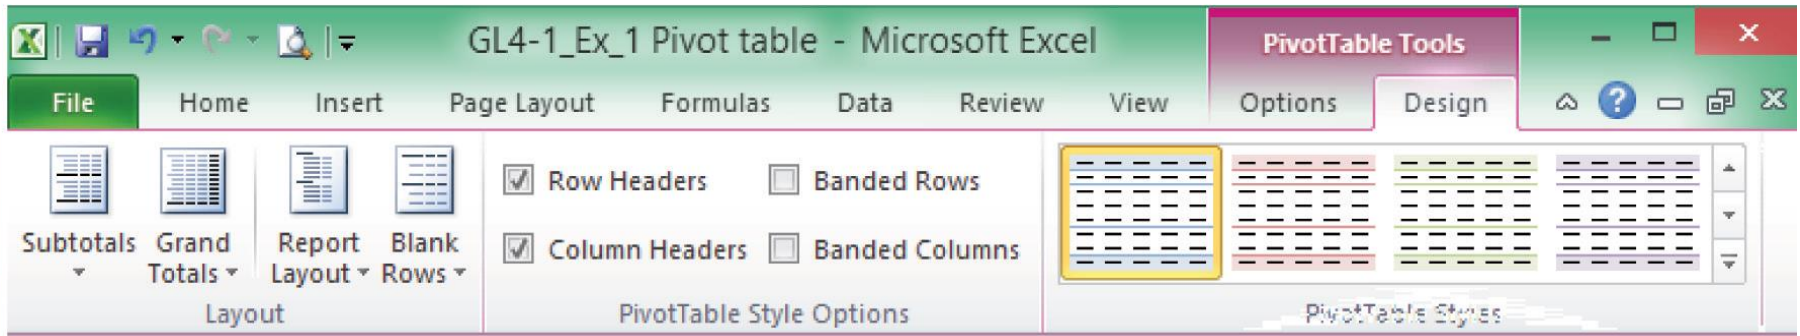 GL4-1_Ex_1 Pivot table - Microsoft Excel PivotTable Tools
File Home Insert Page Layout Formulas Data Review View Options Design
Row Headers Banded Rows
Subtotals Grand Totals Report Layout Blank Rows
Column Headers Banded Columns
Layout PivotTable Style Options PivotTable Styles